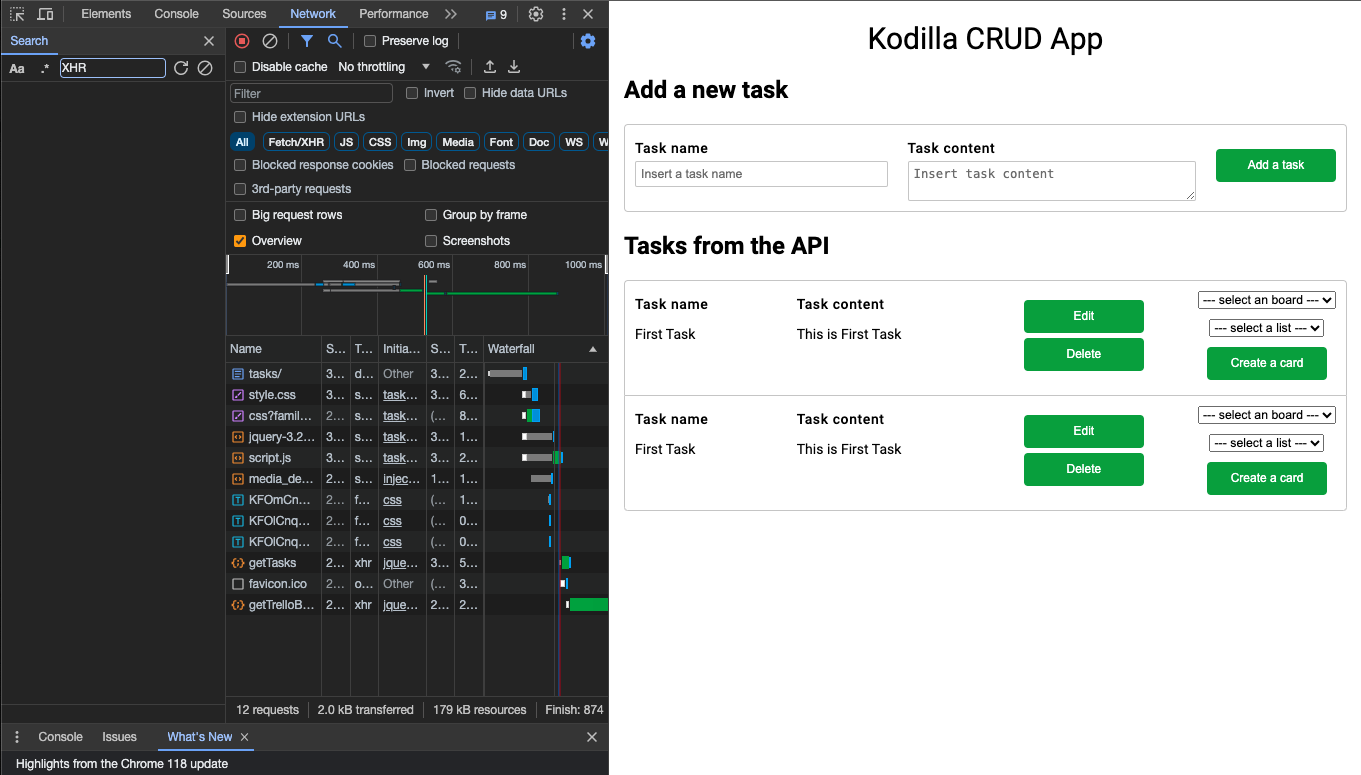 Elements Console Sources Network Performance 9
Search
Preserve log
Aa .* XHR
Disable cache No throttling
Filter Invert Hide data URLs
Hide extension URLs
All Fetch/XHR JS CSS Img Media Font Doc WS W
Blocked response cookies Blocked requests
3rd-party requests
Big request rows Group by frame
Overview Screenshots
200 ms 400 ms 600 ms 800 ms 1000 ms
Name S... T... Initia... S... T... Waterfall
tasks/ 3... d... Other 3... 2...
style.css 3... s... task... 3... 6...
css?famil... 2... s... task... (... 8...
jquery-3.2... 3... s... task... 3... 1...
script.js 3... s... task... 3... 2...
media_de... 2... s... injec... 1... 1...
KFOmCn... 2... f... css (... 1...
KFOlCnq... 2... f... css (... 0...
KFOlCnq... 2... f... css (... 0...
getTasks 2... xhr jque... 3... 5...
favicon.ico 2... o... Other (... 3...
getTrelloB... 2... xhr jque... 2... 2...
12 requests 2.0 kB transferred 179 kB resources Finish: 874
Console Issues What's New
Highlights from the Chrome 118 update
Kodilla CRUD App
Add a new task
Task name Task content
Insert a task name Insert task content Add a task
Tasks from the API
Task name Task content
First Task This is First Task
Edit
Delete
--- select an board ---
--- select a list ---
Create a card
Task name Task content
First Task This is First Task
Edit
Delete
--- select an board ---
--- select a list ---
Create a card